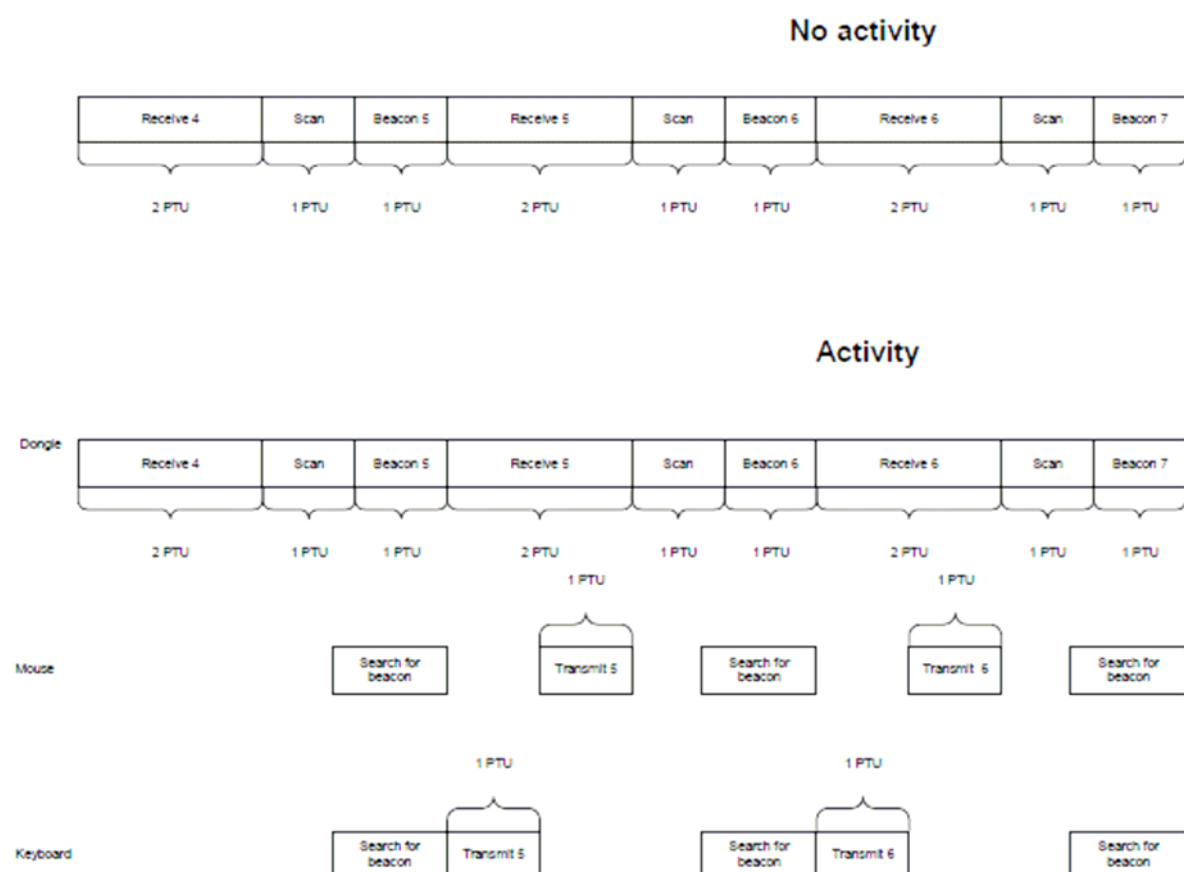 No activity
Receive 4 Scan Beacon 5 Receive 5 Scan Beacon 6 Receive 6 Scan Beacon 7
2 PTU 1 PTU 1 PTU 2 PTU 1 PTU 1 PTU 2 PTU 1 PTU 1 PTU
Activity
Dongle
Receive 4 Scan Beacon 5 Receive 5 Scan Beacon 6 Receive 6 Scan Beacon 7
2 PTU 1 PTU 1 PTU 2 PTU 1 PTU 1 PTU 2 PTU 1 PTU 1 PTU
1 PTU 1 PTU
Mouse
Search for
beacon
Transmit 5
Search for
beacon
Transmit 6
Search for
beacon
1 PTU 1 PTU
Keyboard
Search for
beacon
Transmit 5
Search for
beacon
Transmit 6
Search for
beacon